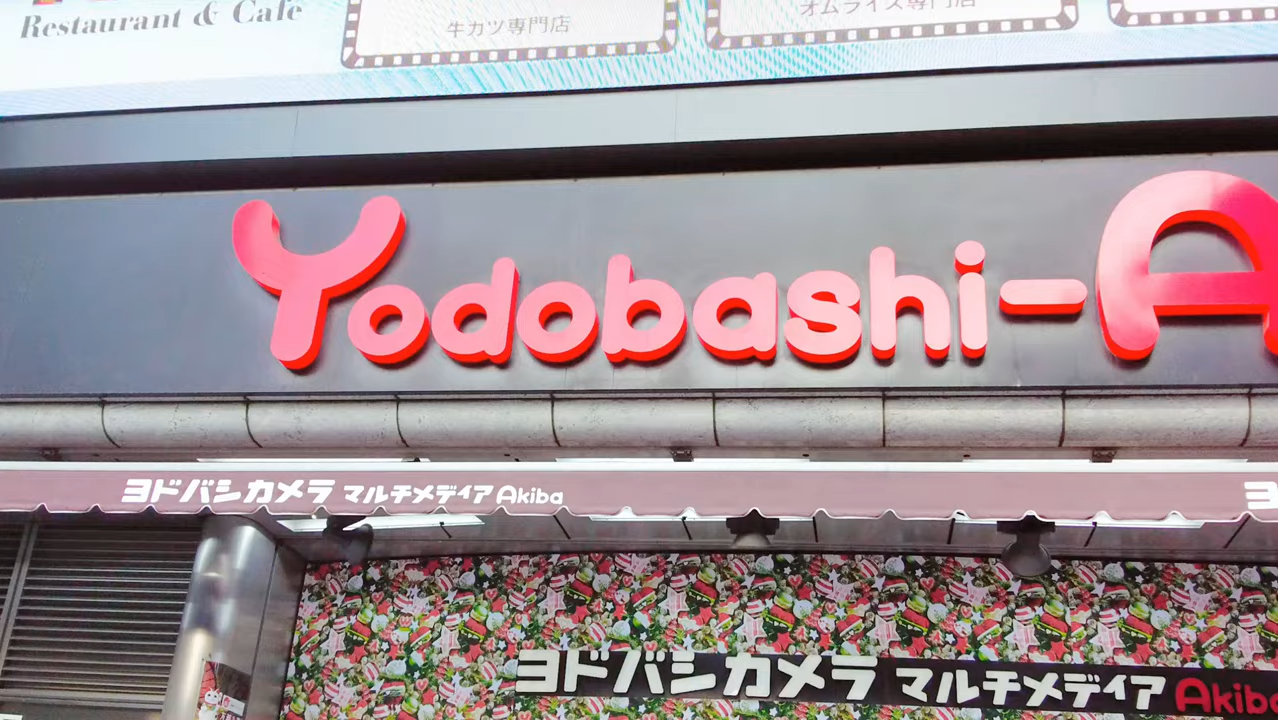 Restaurant & Cafe
牛カツ専門店
オムライス専門店
Yodobashi-A
ヨドバシカメラ マルチメディア Akiba
ヨ
ヨドバシカメラ マルチメディア Akiba